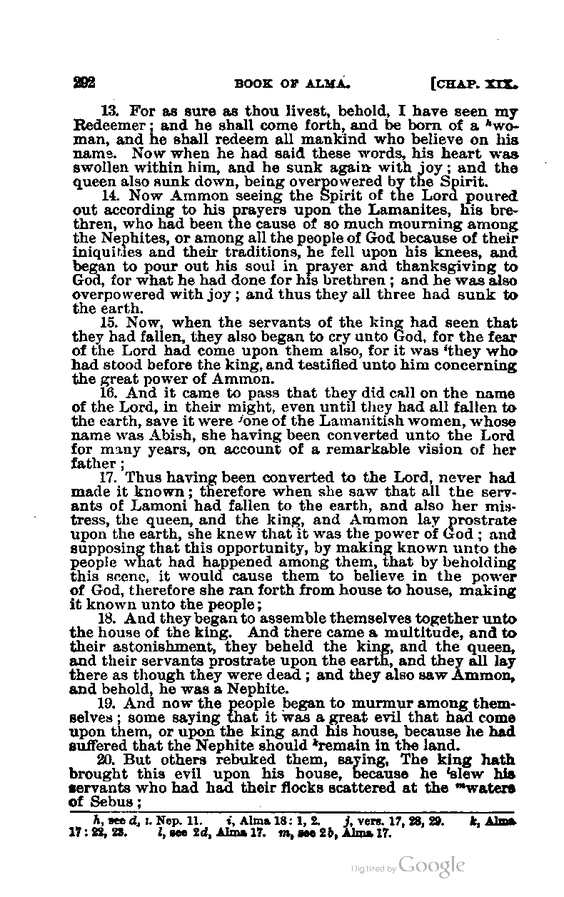 292 BOOK OF ALMA. [CHAP. XIX.
13. For as sure as thou livest, behold, I have seen my
Redeemer; and he shall come forth, and be born of a ʰwo-
man, and he shall redeem all mankind who believe on his
name. Now when he had said these words, his heart was
swollen within him, and he sunk again with joy; and the
queen also sunk down, being overpowered by the Spirit.
14. Now Ammon seeing the Spirit of the Lord poured
out according to his prayers upon the Lamanites, his bre-
thren, who had been the cause of so much mourning among
the Nephites, or among all the people of God because of their
iniquities and their traditions, he fell upon his knees, and
began to pour out his soul in prayer and thanksgiving to
God, for what he had done for his brethren; and he was also
overpowered with joy; and thus they all three had sunk to
the earth.
15. Now, when the servants of the king had seen that
they had fallen, they also began to cry unto God, for the fear
of the Lord had come upon them also, for it was ⁱthey who
had stood before the king, and testified unto him concerning
the great power of Ammon.
16. And it came to pass that they did call on the name
of the Lord, in their might, even until they had all fallen to
the earth, save it were ʲone of the Lamanitish women, whose
name was Abish, she having been converted unto the Lord
for many years, on account of a remarkable vision of her
father;
17. Thus having been converted to the Lord, never had
made it known; therefore when she saw that all the serv-
ants of Lamoni had fallen to the earth, and also her mis-
tress, the queen, and the king, and Ammon lay prostrate
upon the earth, she knew that it was the power of God; and
supposing that this opportunity, by making known unto the
people what had happened among them, that by beholding
this scene, it would cause them to believe in the power
of God, therefore she ran forth from house to house, making
it known unto the people;
18. And they began to assemble themselves together unto
the house of the king. And there came a multitude, and to
their astonishment, they beheld the king, and the queen,
and their servants prostrate upon the earth, and they all lay
there as though they were dead; and they also saw Ammon,
and behold, he was a Nephite.
19. And now the people began to murmur among them-
selves; some saying that it was a great evil that had come
upon them, or upon the king and his house, because he had
suffered that the Nephite should ᵏremain in the land.
20. But others rebuked them, saying, The king hath
brought this evil upon his house, because he ˡslew his
servants who had had their flocks scattered at the ᵐwaters
of Sebus;
h, see d, 1. Nep. 11. i, Alma 18: 1, 2. j, vers. 17, 28, 29. k, Alma
17: 22, 23. l, see 2d, Alma 17. m, see 2b, Alma 17.
Digitized by Google